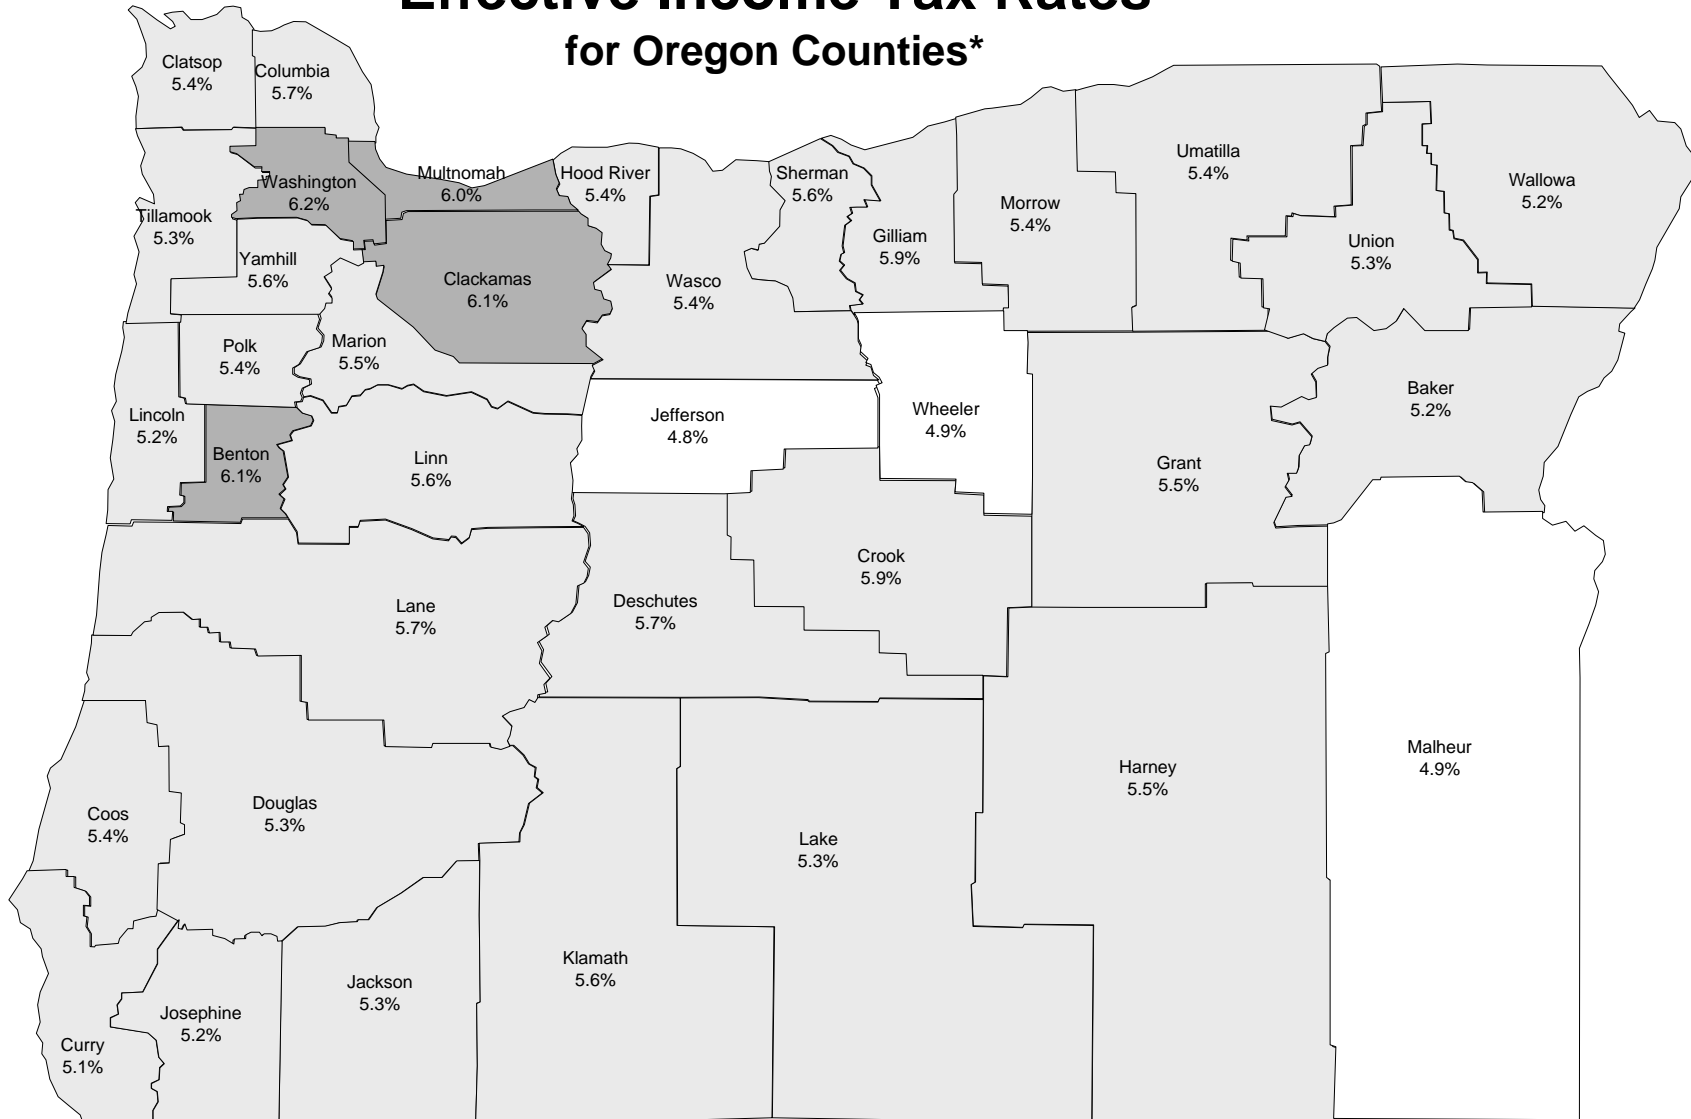 Effective Income Tax Rates
for Oregon Counties*
Clatsop
5.4%
Columbia
5.7%
Washington
6.2%
Multnomah
6.0%
Hood River
5.4%
Sherman
5.6%
Umatilla
5.4%
Wallowa
5.2%
Tillamook
5.3%
Morrow
5.4%
Gilliam
5.9%
Union
5.3%
Yamhill
5.6%
Clackamas
6.1%
Wasco
5.4%
Polk
5.4%
Marion
5.5%
Baker
5.2%
Lincoln
5.2%
Jefferson
4.8%
Wheeler
4.9%
Benton
6.1%
Linn
5.6%
Grant
5.5%
Crook
5.9%
Lane
5.7%
Deschutes
5.7%
Malheur
4.9%
Harney
5.5%
Coos
5.4%
Douglas
5.3%
Lake
5.3%
Klamath
5.6%
Jackson
5.3%
Josephine
5.2%
Curry
5.1%